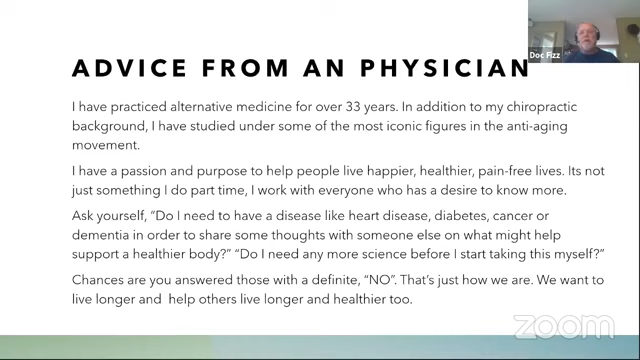 Doc Fizz
ADVICE FROM AN PHYSICIAN
I have practiced alternative medicine for over 33 years. In addition to my chiropractic
background, I have studied under some of the most iconic figures in the anti-aging
movement.
I have a passion and purpose to help people live happier, healthier, pain-free lives. Its not
just something I do part time, I work with everyone who has a desire to know more.
Ask yourself, “Do I need to have a disease like heart disease, diabetes, cancer or
dementia in order to share some thoughts with someone else on what might help
support a healthier body?” “Do I need any more science before I start taking this myself?”
Chances are you answered those with a definite, “NO”. That’s just how we are. We want to
live longer and help others live longer and healthier too.
zoom